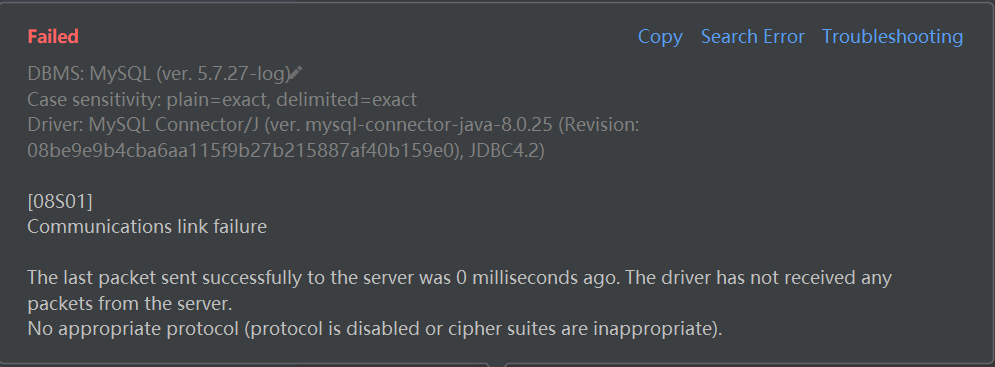 Failed
Copy Search Error Troubleshooting
DBMS: MySQL (ver. 5.7.27-log)
Case sensitivity: plain=exact, delimited=exact
Driver: MySQL Connector/J (ver. mysql-connector-java-8.0.25 (Revision:
08be9e9b4cba6aa115f9b27b215887af40b159e0), JDBC4.2)
[08S01]
Communications link failure
The last packet sent successfully to the server was 0 milliseconds ago. The driver has not received any
packets from the server.
No appropriate protocol (protocol is disabled or cipher suites are inappropriate).